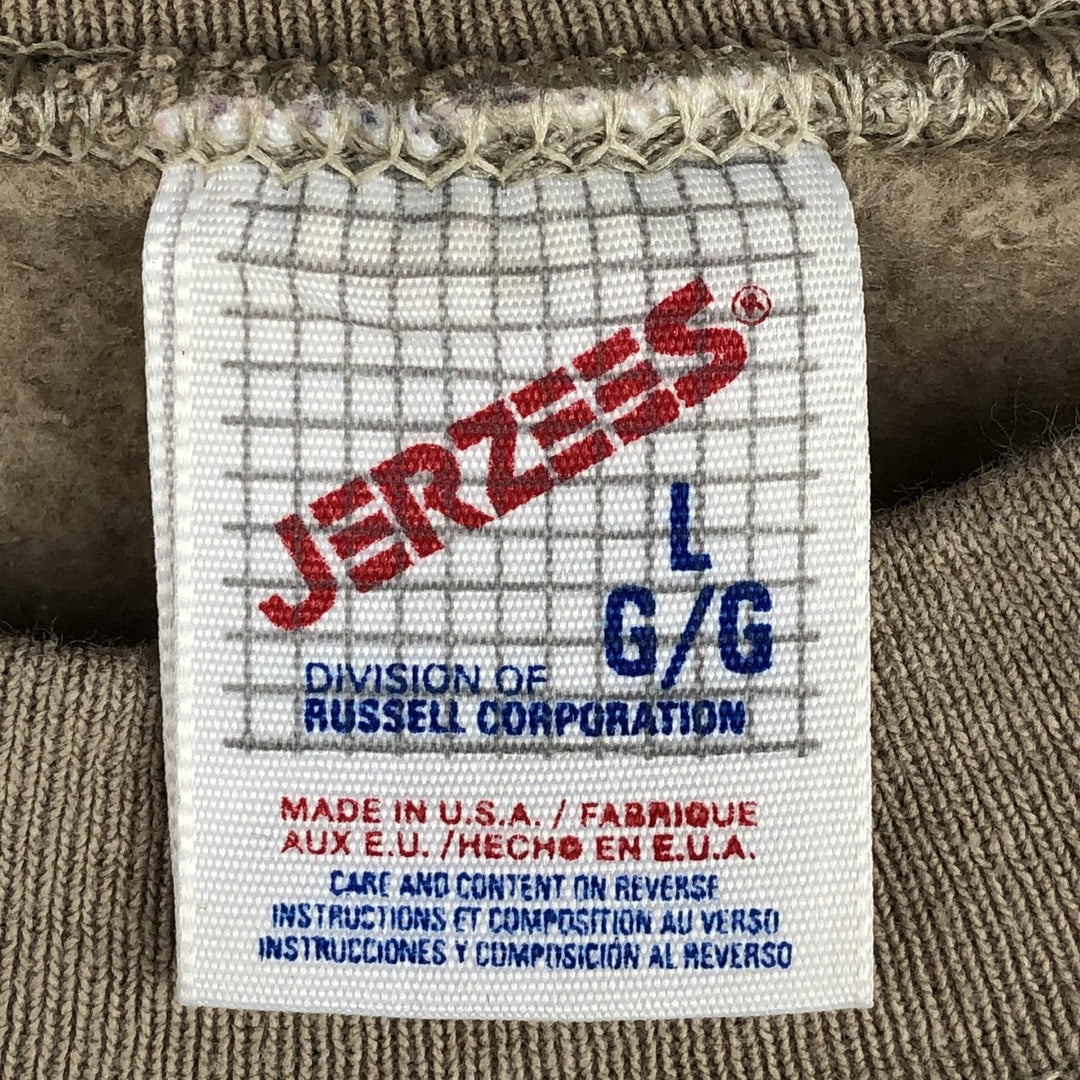 JERZEES®
L
G/G
DIVISION OF
RUSSELL CORPORATION
MADE IN U.S.A. / FABRIQUE
AUX E.U. /HECHO EN E.U.A.
CARE AND CONTENT ON REVERSE
INSTRUCTIONS ET COMPOSITION AU VERSO
INSTRUCCIONES Y COMPOSICIÓN AL REVERSO